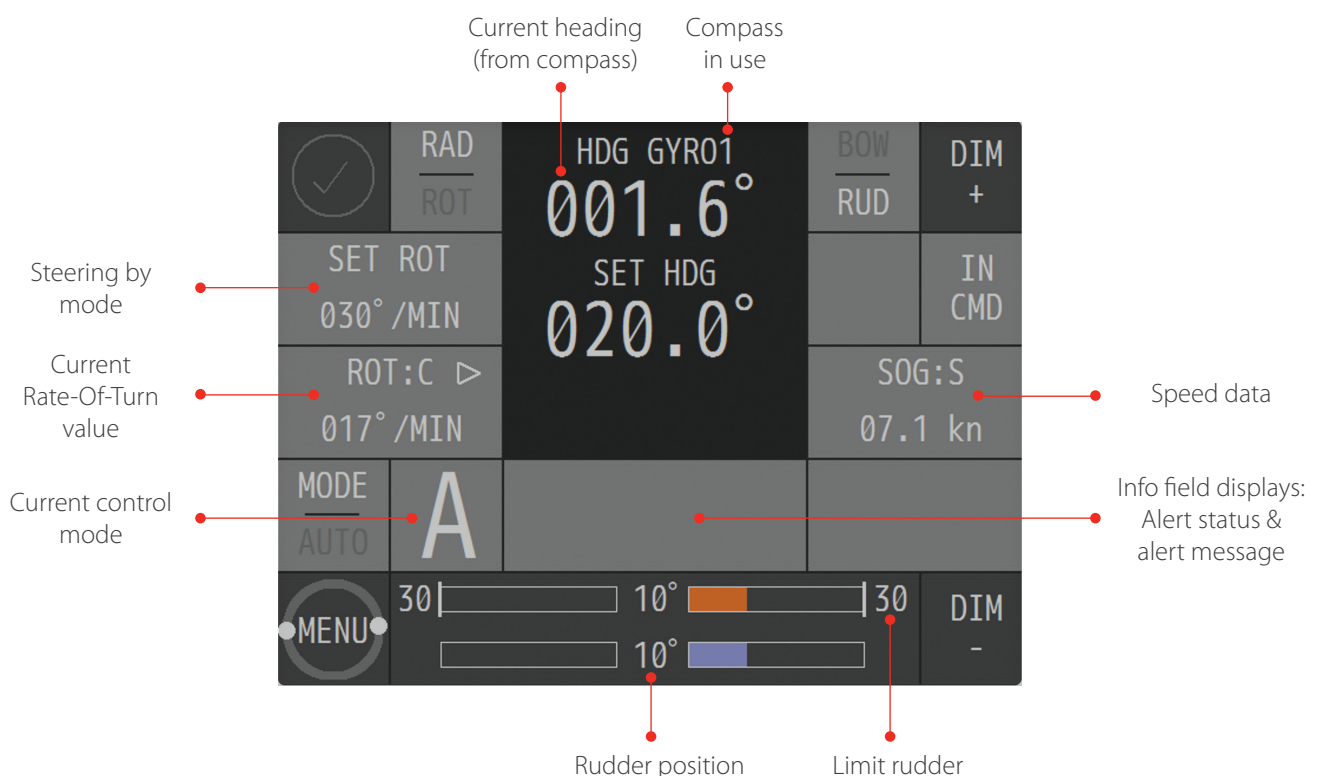 Current heading
(from compass)
Compass
in use
RAD
ROT
HDG GYRO1
001.6°
BOW
RUD
DIM
+
Steering by
mode
SET ROT
030°/MIN
SET HDG
020.0°
IN
CMD
Current
Rate-Of-Turn
value
ROT:C ▷
017°/MIN
SOG:S
07.1 kn
Speed data
Current control
mode
MODE
AUTO
A
Info field displays:
Alert status &
alert message
MENU
30 10° 30
10°
DIM
-
Rudder position
Limit rudder